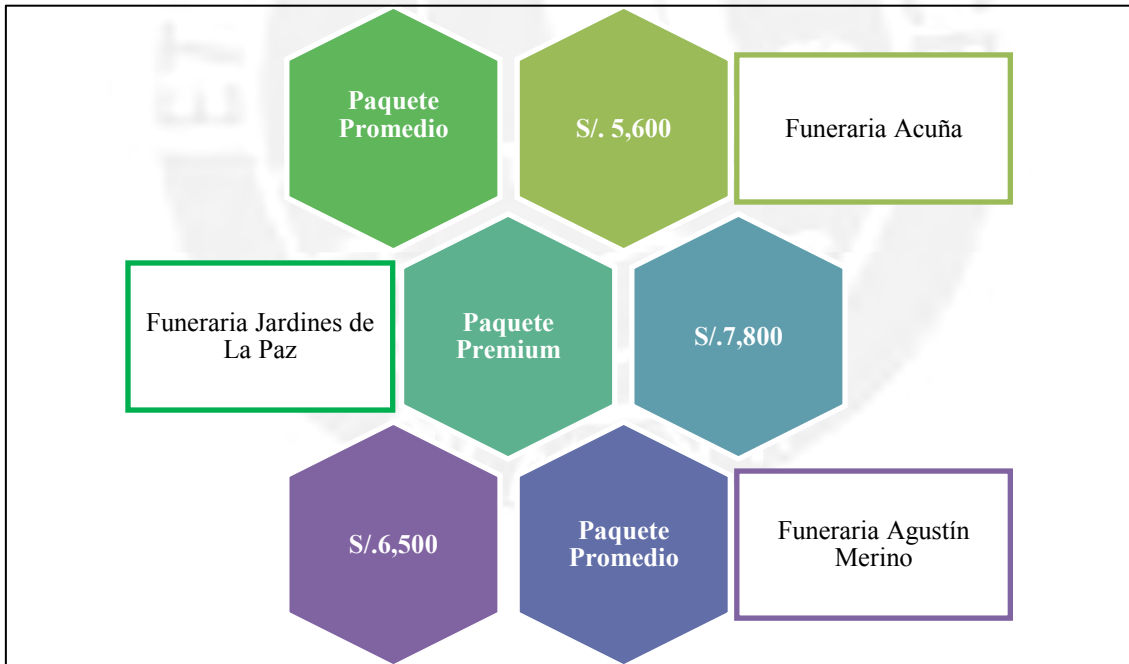 Paquete
Promedio
S/. 5,600
Funeraria Acuña
Funeraria Jardines de
La Paz
Paquete
Premium
S/.7,800
S/.6,500
Paquete
Promedio
Funeraria Agustín
Merino